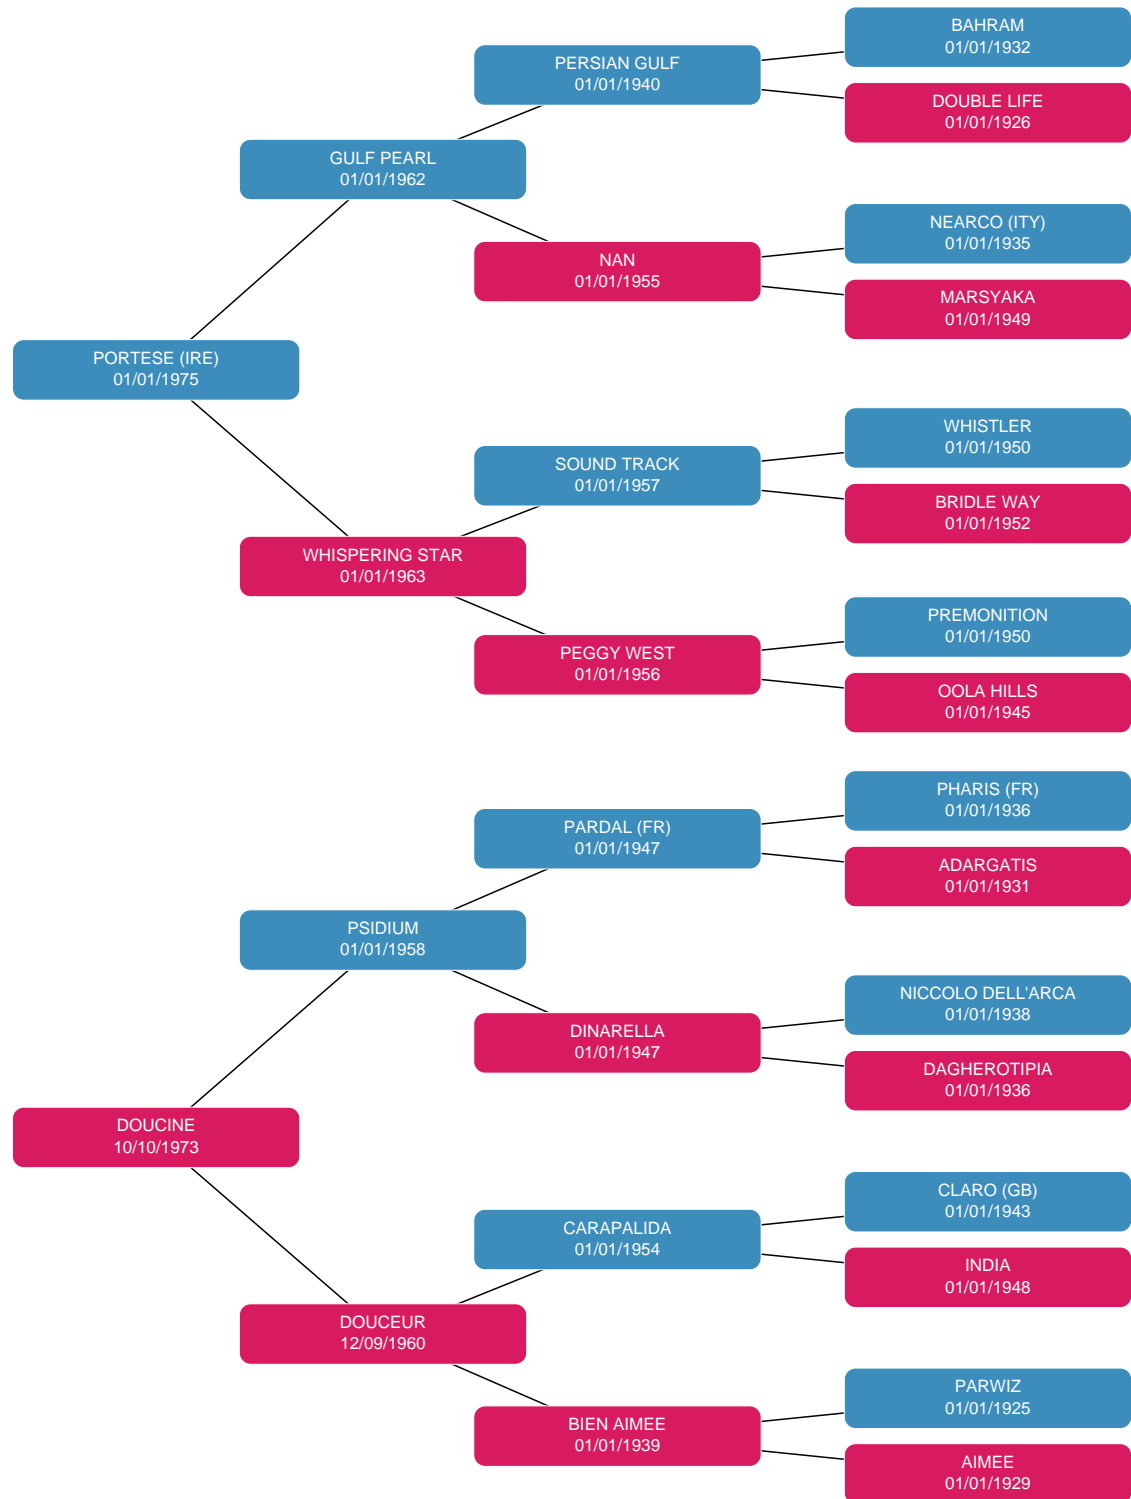 BAHRAM
01/01/1932
PERSIAN GULF
01/01/1940
DOUBLE LIFE
01/01/1926
GULF PEARL
01/01/1962
NEARCO (ITY)
01/01/1935
NAN
01/01/1955
MARSYAKA
01/01/1949
PORTESE (IRE)
01/01/1975
WHISTLER
01/01/1950
SOUND TRACK
01/01/1957
BRIDLE WAY
01/01/1952
WHISPERING STAR
01/01/1963
PREMONITION
01/01/1950
PEGGY WEST
01/01/1956
OOLA HILLS
01/01/1945
PHARIS (FR)
01/01/1936
PARDAL (FR)
01/01/1947
ADARGATIS
01/01/1931
PSIDIUM
01/01/1958
NICCOLO DELL'ARCA
01/01/1938
DINARELLA
01/01/1947
DAGHEROTIPIA
01/01/1936
DOUCINE
10/10/1973
CLARO (GB)
01/01/1943
CARAPALIDA
01/01/1954
INDIA
01/01/1948
DOUCEUR
12/09/1960
PARWIZ
01/01/1925
BIEN AIMEE
01/01/1939
AIMEE
01/01/1929